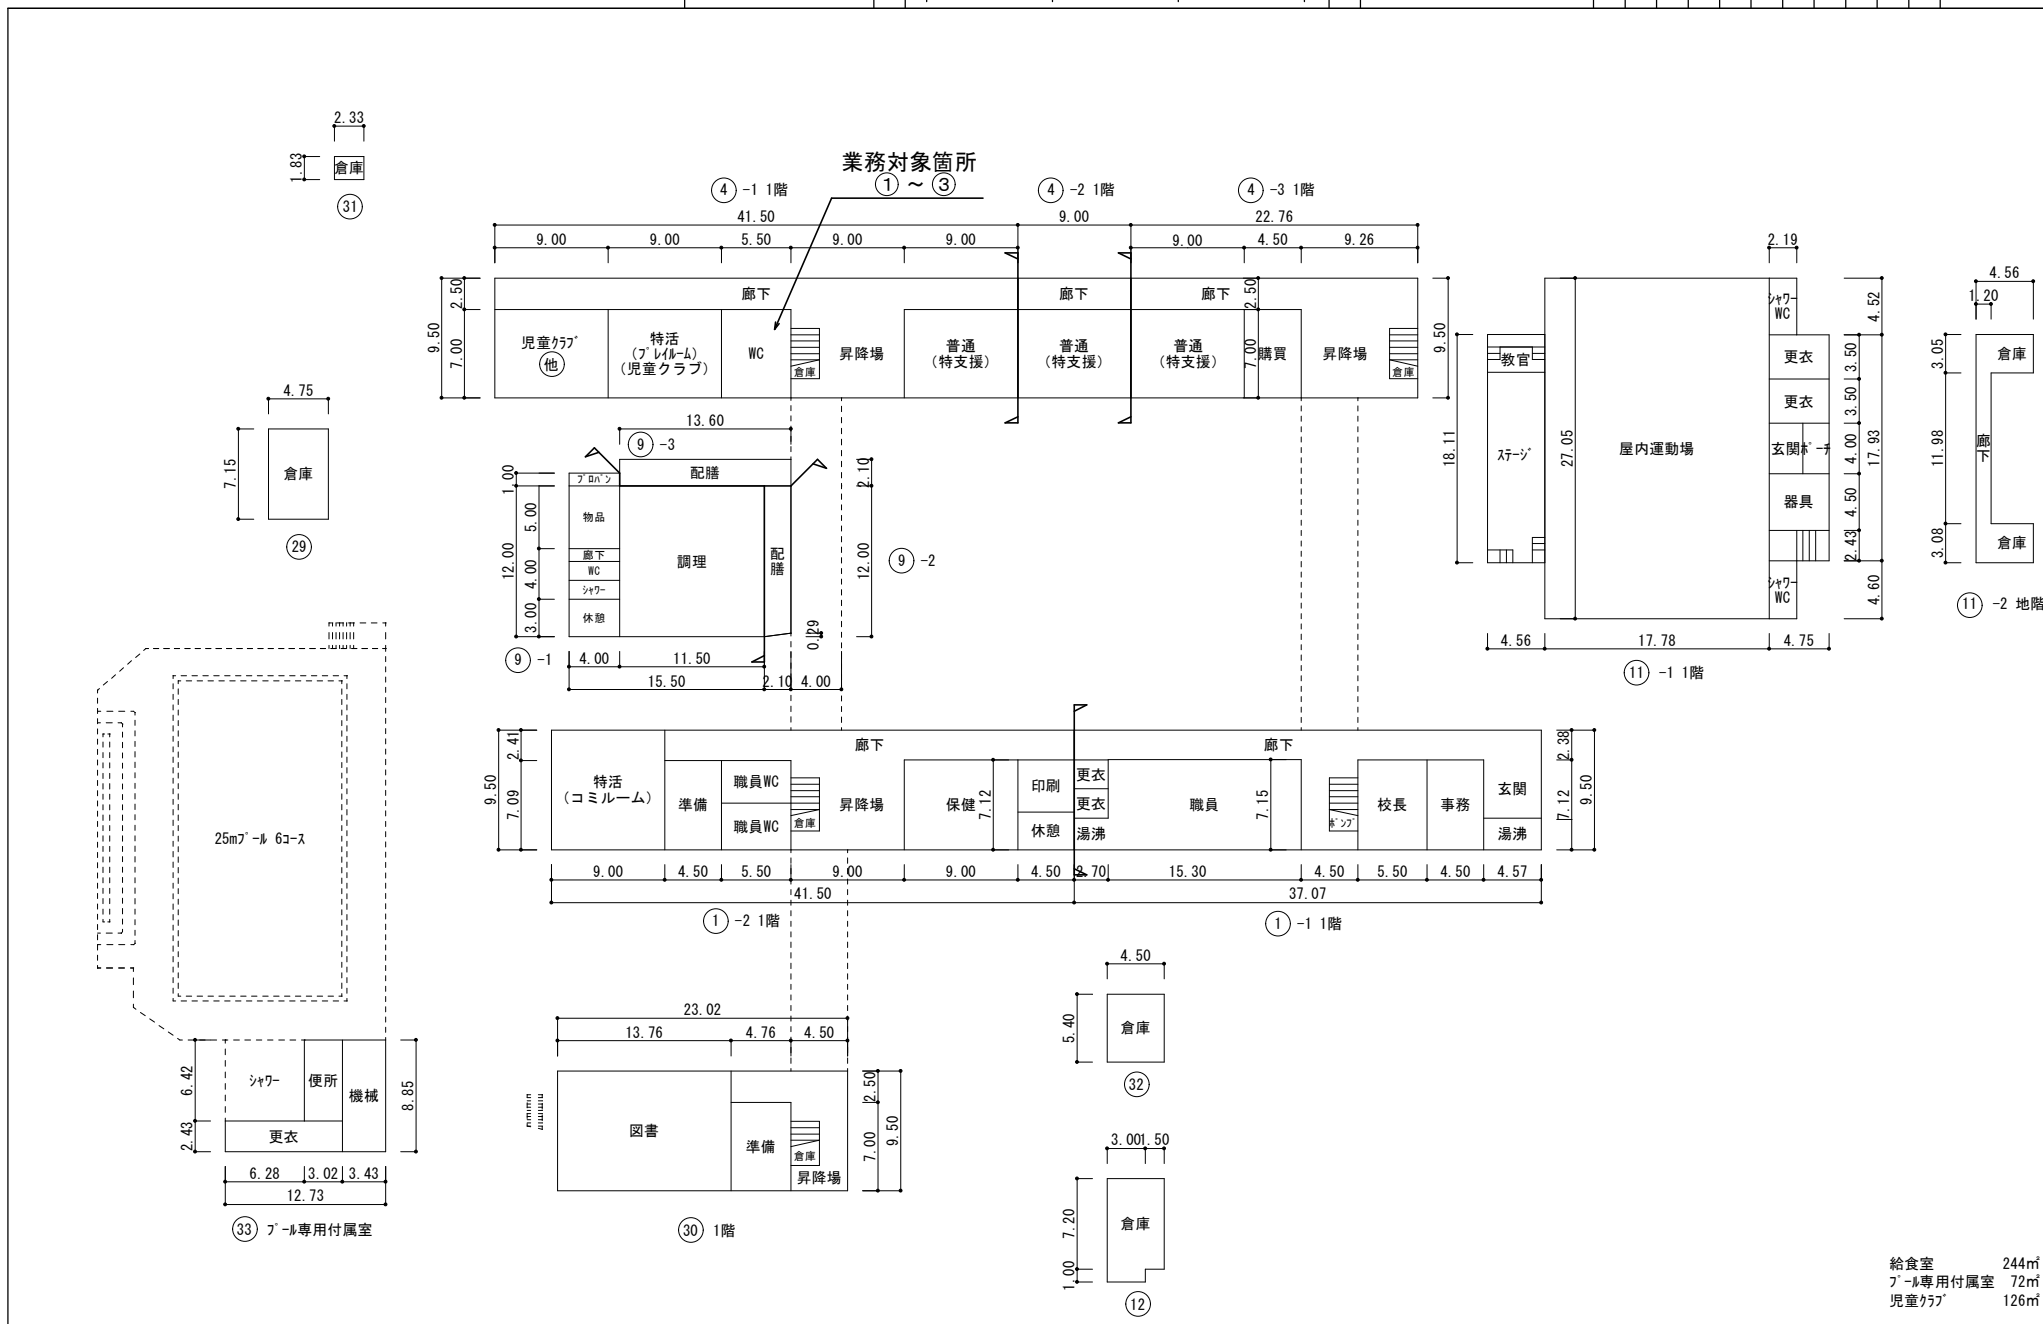 2.33
1.83
倉庫
31
業務対象箇所
① ～ ③
④ -1 1階
④ -2 1階
④ -3 1階
41.50
9.00
22.76
9.00
9.00
5.50
9.00
9.00
9.00
4.50
9.26
9.50
2.50
7.00
廊下
廊下
廊下
2.50
7.00
9.50
児童ｸﾗﾌﾞ
他
特活
(ﾌﾟﾚｲﾙｰﾑ)
(児童クラブ)
WC
倉庫
昇降場
普通
(特支援)
普通
(特支援)
普通
(特支援)
購買
昇降場
倉庫
4.75
7.15
倉庫
29
13.60
⑨ -3
配膳
1.00
ﾌﾟﾛﾊﾟﾝ
2.10
物品
5.00
廊下
WC
4.00
ｼｬﾜｰ
12.00
休憩
3.00
調理
配膳
12.00
⑨ -2
0.29
⑨ -1
4.00
11.50
15.50
2.10
4.00
2.19
ｼｬﾜｰ
WC
4.52
教官
更衣
3.50
更衣
3.50
18.11
ｽﾃｰｼﾞ
27.05
屋内運動場
玄関ﾎﾟｰﾁ
4.00
17.93
器具
4.50
2.43
ｼｬﾜｰ
WC
4.60
4.56
17.78
4.75
⑪ -1 1階
4.56
1.20
3.05
倉庫
11.98
廊下
3.08
倉庫
⑪ -2 地階
25mﾌﾟｰﾙ 6ｺｰｽ
9.50
2.41
7.09
特活
(コミルーム)
廊下
廊下
準備
職員WC
職員WC
倉庫
昇降場
保健
7.12
印刷
休憩
更衣
更衣
湯沸
職員
7.15
ﾎﾟﾝﾌﾟ
校長
事務
玄関
湯沸
2.38
7.12
9.50
9.00
4.50
5.50
9.00
9.00
4.50
2.70
15.30
4.50
5.50
4.50
4.57
41.50
37.07
① -2 1階
① -1 1階
4.50
5.40
倉庫
32
6.42
ｼｬﾜｰ
便所
機械
8.85
2.43
更衣
6.28
3.02
3.43
12.73
33 ﾌﾟｰﾙ専用付属室
23.02
13.76
4.76
4.50
図書
準備
倉庫
昇降場
2.50
7.00
9.50
30 1階
3.00
1.50
7.20
倉庫
1.00
⑫
給食室 244㎡
ﾌﾟｰﾙ専用付属室 72㎡
児童ｸﾗﾌﾞ 126㎡